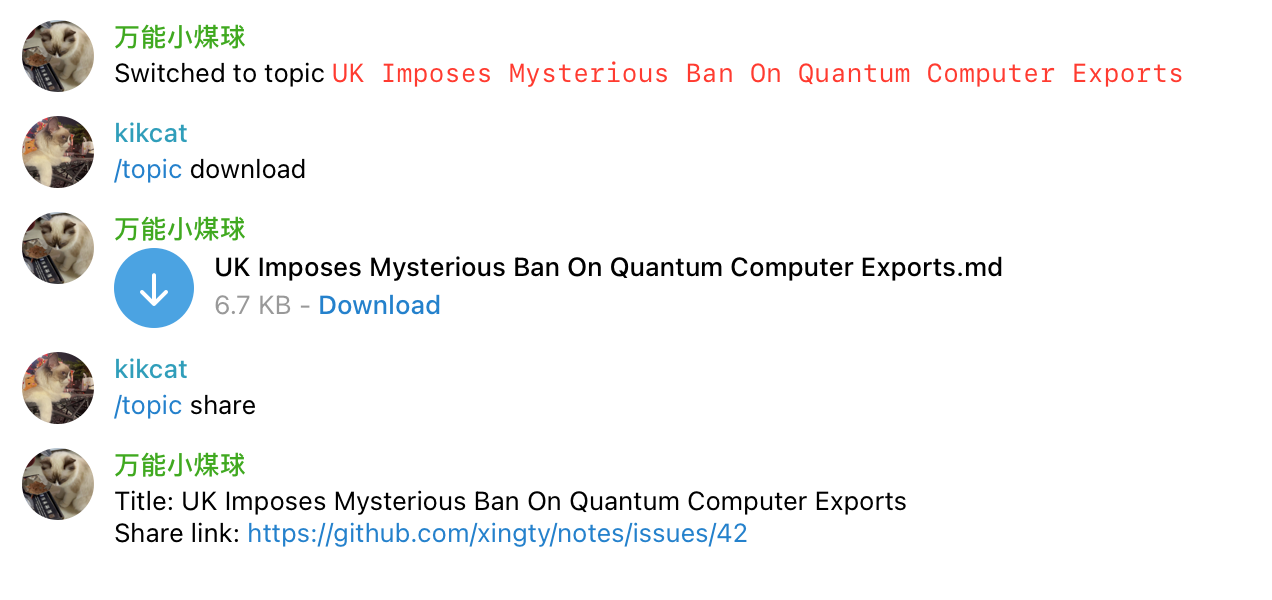 万能小煤球
Switched to topic UK Imposes Mysterious Ban On Quantum Computer Exports
kikcat
/topic download
万能小煤球
UK Imposes Mysterious Ban On Quantum Computer Exports.md
6.7 KB - Download
kikcat
/topic share
万能小煤球
Title: UK Imposes Mysterious Ban On Quantum Computer Exports
Share link: https://github.com/xingty/notes/issues/42